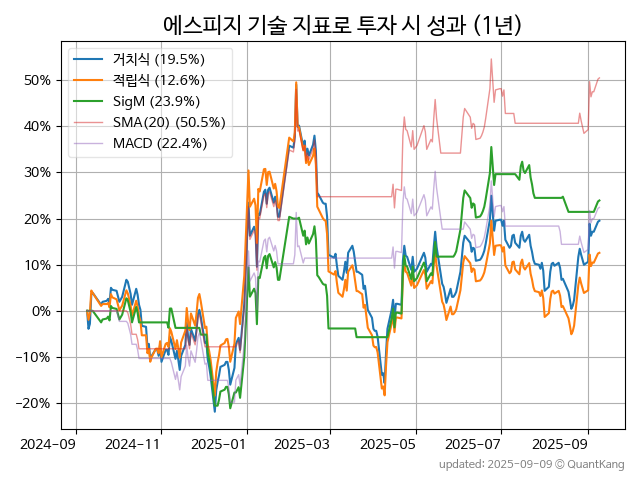 에스피지 기술 지표로 투자 시 성과 (1년)
거치식 (19.5%)
적립식 (12.6%)
SigM (23.9%)
SMA(20) (50.5%)
MACD (22.4%)
50%
40%
30%
20%
10%
0%
−10%
−20%
2024-09
2024-11
2025-01
2025-03
2025-05
2025-07
2025-09
updated: 2025-09-09 © QuantKang